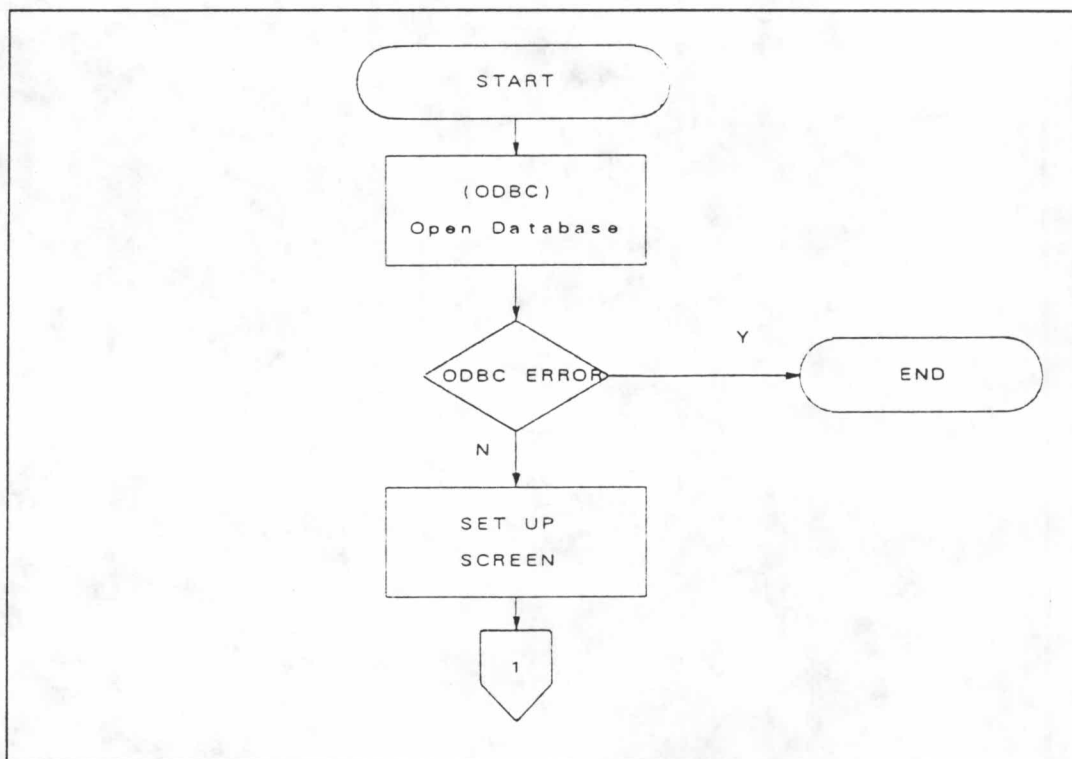 START
(ODBC)
Open Database
ODBC ERROR
Y
END
N
SET UP
SCREEN
1